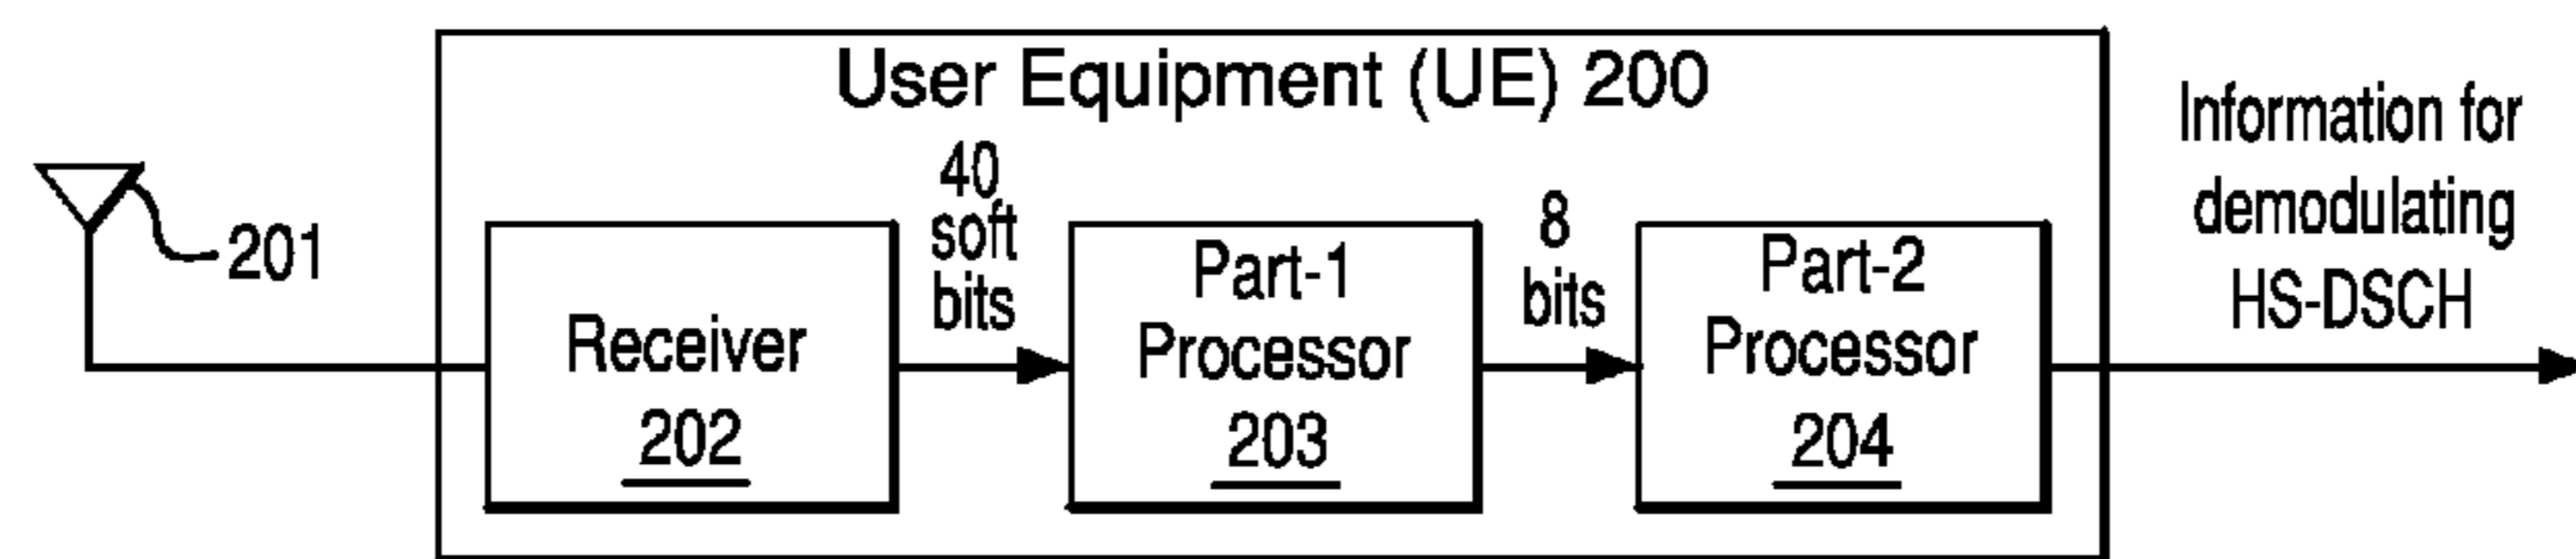 User Equipment (UE) 200
201
Receiver
202
40
soft
bits
Part-1
Processor
203
8
bits
Part-2
Processor
204
Information for
demodulating
HS-DSCH